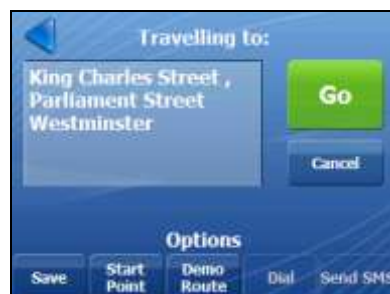 Travelling to:
King Charles Street ,
Parliament Street
Westminster
Go
Cancel
Options
Save
Start
Point
Demo
Route
Dial
Send SMS